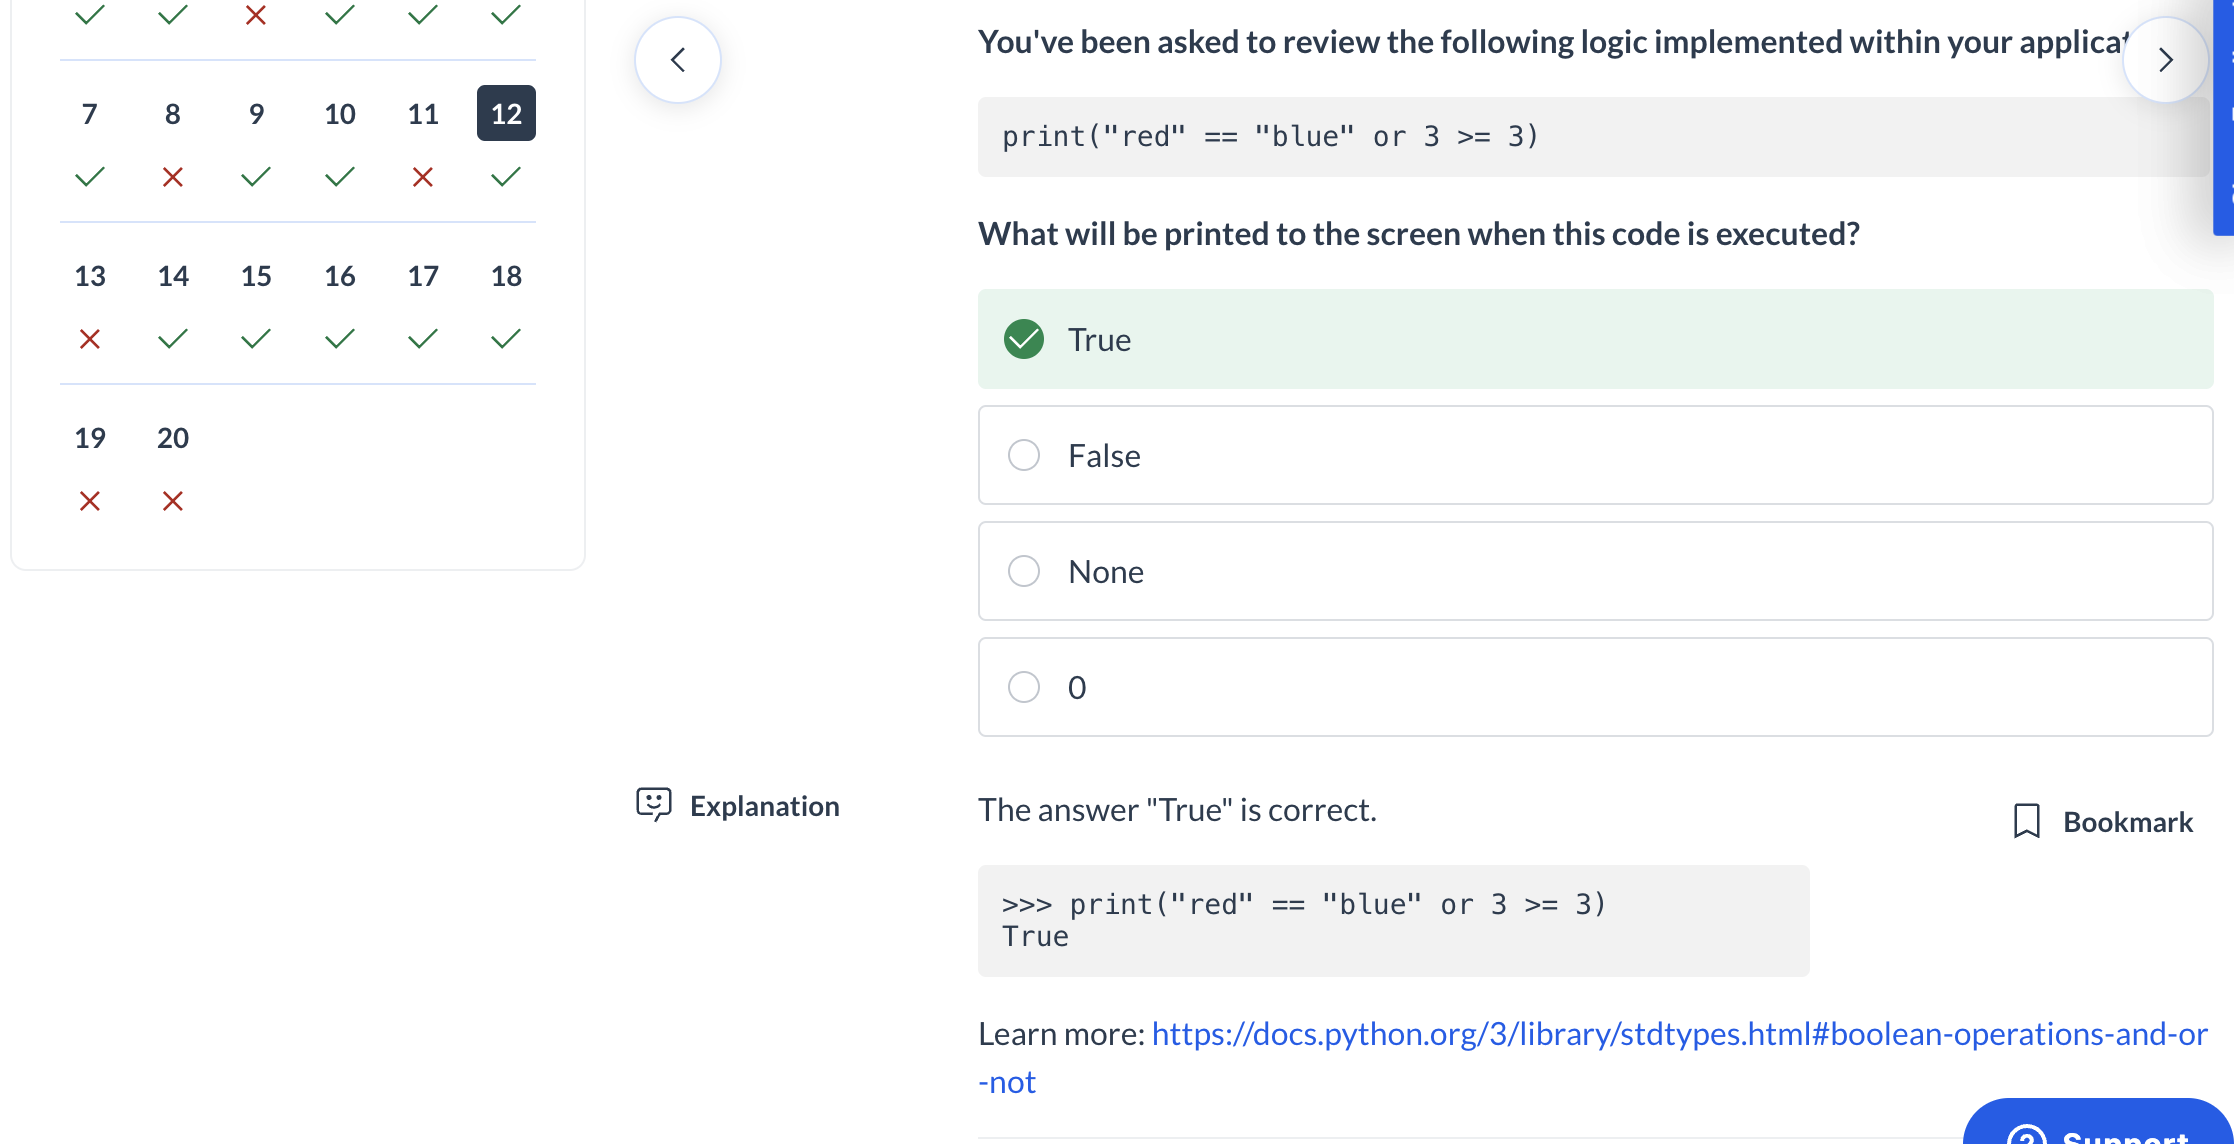 7 8 9 10 11 12
13 14 15 16 17 18
19 20
You've been asked to review the following logic implemented within your
print("red" == "blue" or 3 >= 3)
What will be printed to the screen when this code is executed?
True
False
None
0
Explanation
The answer "True" is correct.
Bookmark
>>> print("red" == "blue" or 3 >= 3)
True
Learn more: https://docs.python.org/3/library/stdtypes.html#boolean-operations-and-or
-not
Support